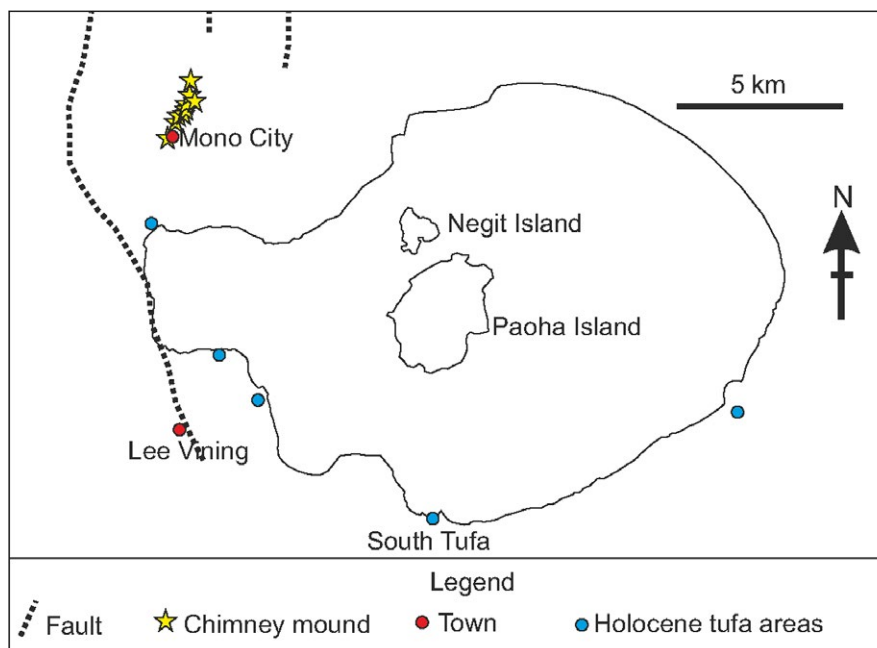 5 km
Mono City
N
Negit Island
Paoha Island
Lee Vining
South Tufa
Legend
Fault
Chimney mound
Town
Holocene tufa areas